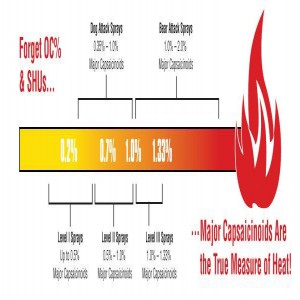 Forget OC%
& SHUs...
Dog Attack Sprays
0.35% – 1.0%
Major Capsaicinoids
Bear Attack Sprays
1.0% – 2.0%
Major Capsaicinoids
0.2% 0.7% 1.0% 1.33%
Level I Sprays
Up to 0.5%
Major Capsaicinoids
Level II Sprays
0.5% – 1.0%
Major Capsaicinoids
Level III Sprays
1.0% – 1.33%
Major Capsaicinoids
...Major Capsaicinoids Are
the True Measure of Heat!